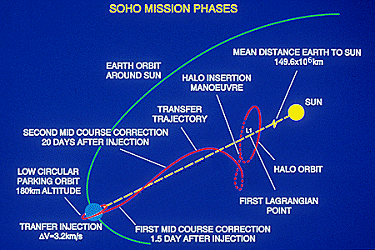 SOHO MISSION PHASES
EARTH ORBIT
AROUND SUN
MEAN DISTANCE EARTH TO SUN
149.6x10⁶km
HALO INSERTION
MANOEUVRE
TRANSFER
TRAJECTORY
SUN
SECOND MID COURSE CORRECTION
20 DAYS AFTER INJECTION
L1
HALO ORBIT
LOW CIRCULAR
PARKING ORBIT
180km ALTITUDE
FIRST LAGRANGIAN
POINT
TRANFER INJECTION
ΔV=3.2km/s
FIRST MID COURSE CORRECTION
1.5 DAY AFTER INJECTION